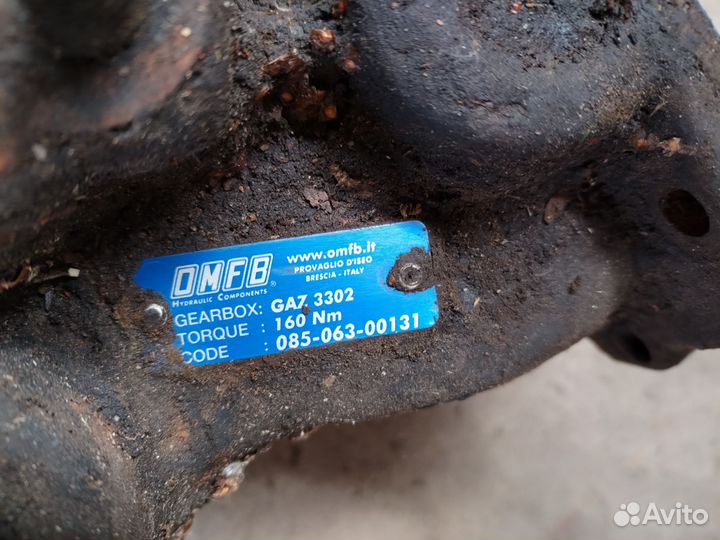 OMFB®
HYDRAULIC COMPONENTS
www.omfb.it
PROVAGLIO D'ISEO
BRESCIA - ITALY
GEARBOX: GA7 3302
TORQUE : 160 Nm
CODE : 085-063-00131
Avito